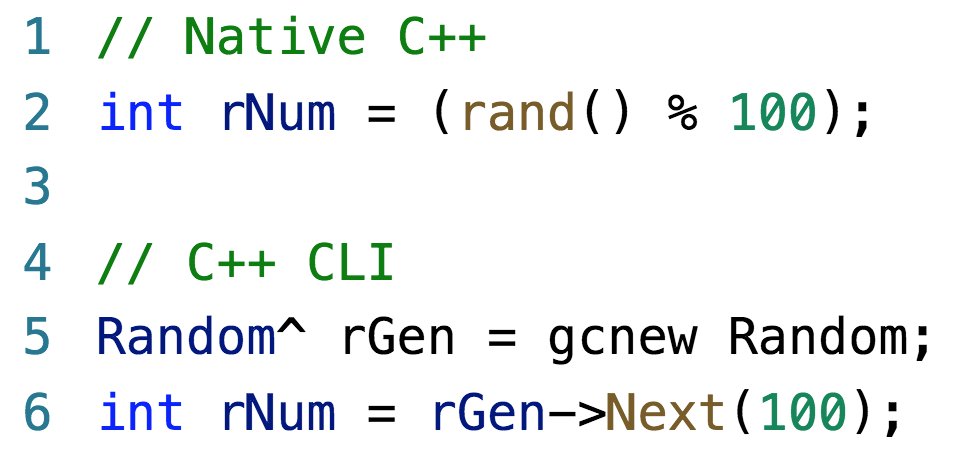 1 // Native C++
2 int rNum = (rand() % 100);
3
4 // C++ CLI
5 Random^ rGen = gcnew Random;
6 int rNum = rGen->Next(100);